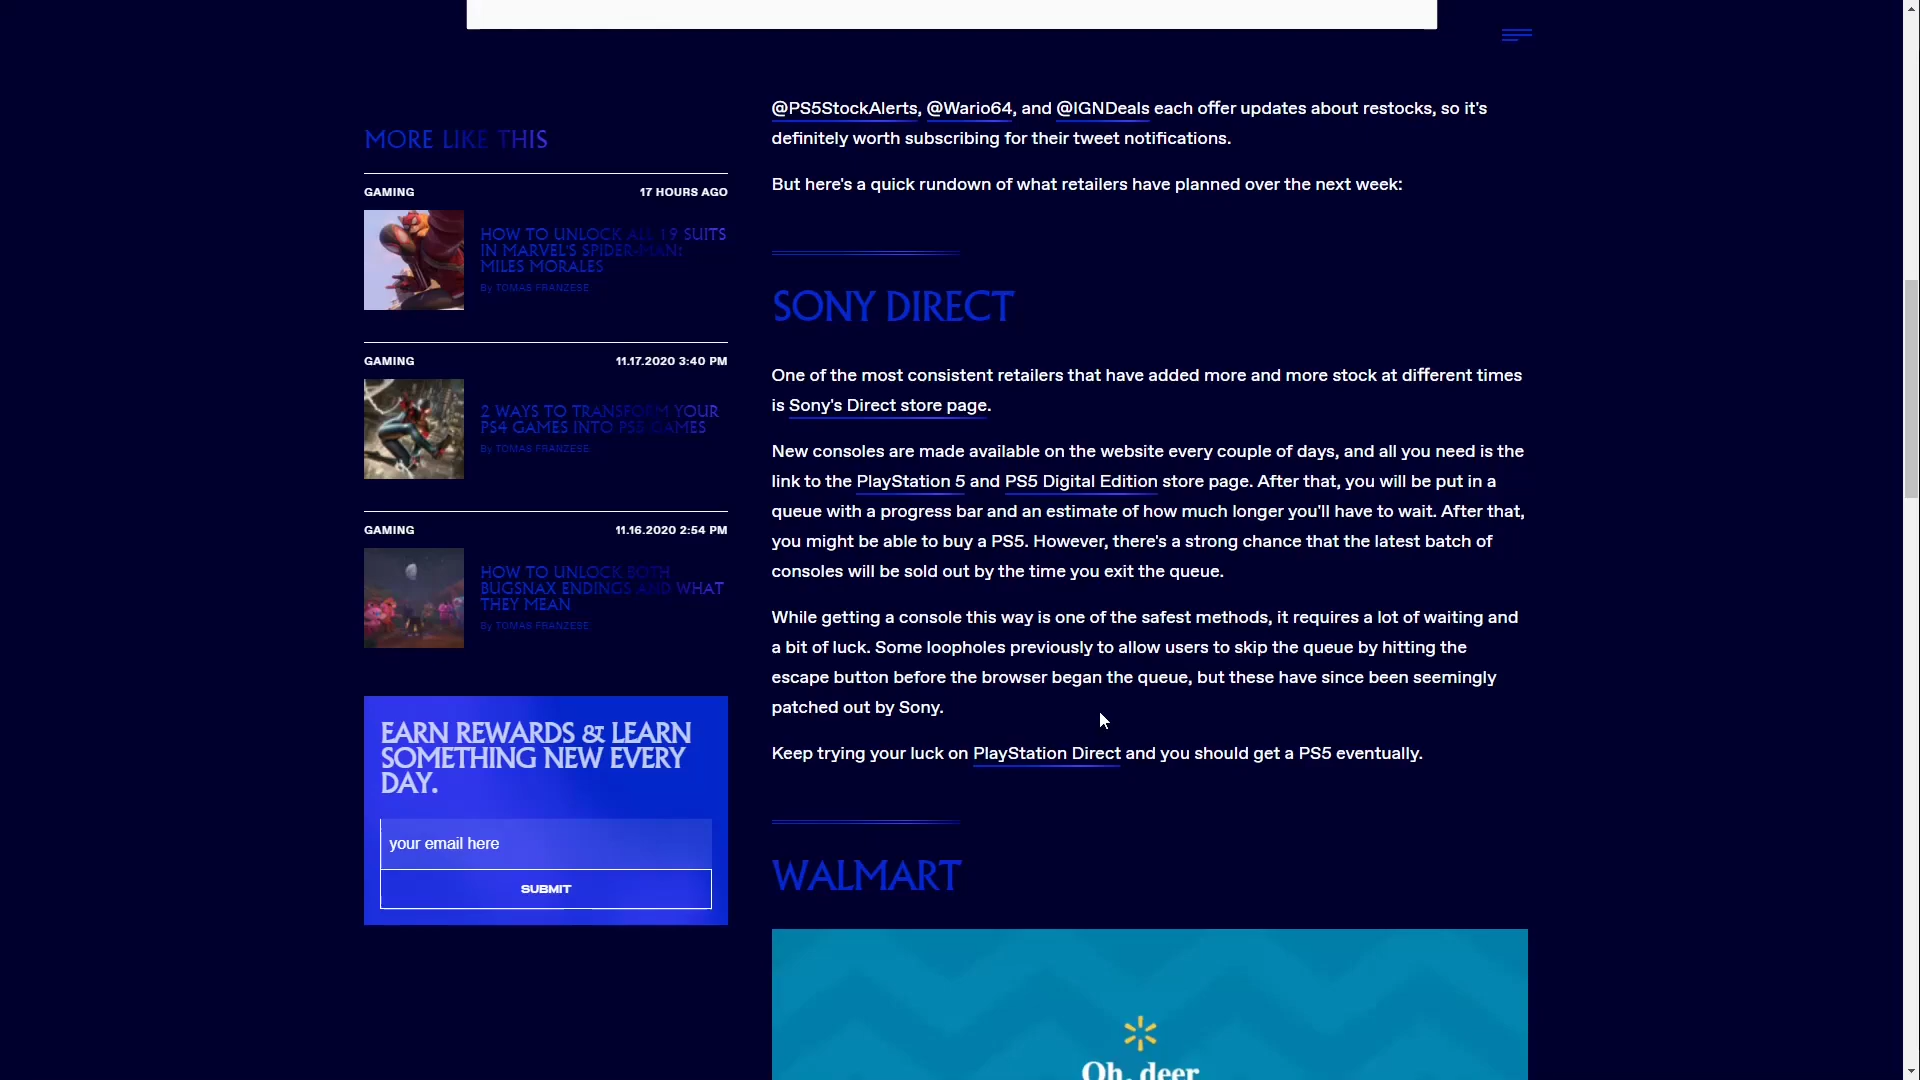 MORE LIKE THIS
GAMING
17 HOURS AGO
HOW TO UNLOCK ALL 19 SUITS
IN MARVEL'S SPIDER-MAN:
MILES MORALES
By TOMAS FRANZESE
GAMING
11.17.2020 3:40 PM
2 WAYS TO TRANSFORM YOUR
PS4 GAMES INTO PS5 GAMES
By TOMAS FRANZESE
GAMING
11.16.2020 2:54 PM
HOW TO UNLOCK BOTH
BUGSNAX ENDINGS AND WHAT
THEY MEAN
By TOMAS FRANZESE
EARN REWARDS & LEARN
SOMETHING NEW EVERY
DAY.
your email here
SUBMIT
@PS5StockAlerts, @Wario64, and @IGNDeals each offer updates about restocks, so it's
definitely worth subscribing for their tweet notifications.
But here's a quick rundown of what retailers have planned over the next week:
SONY DIRECT
One of the most consistent retailers that have added more and more stock at different times
is Sony's Direct store page.
New consoles are made available on the website every couple of days, and all you need is the
link to the PlayStation 5 and PS5 Digital Edition store page. After that, you will be put in a
queue with a progress bar and an estimate of how much longer you'll have to wait. After that,
you might be able to buy a PS5. However, there's a strong chance that the latest batch of
consoles will be sold out by the time you exit the queue.
While getting a console this way is one of the safest methods, it requires a lot of waiting and
a bit of luck. Some loopholes previously to allow users to skip the queue by hitting the
escape button before the browser began the queue, but these have since been seemingly
patched out by Sony.
Keep trying your luck on PlayStation Direct and you should get a PS5 eventually.
WALMART
Oh, deer